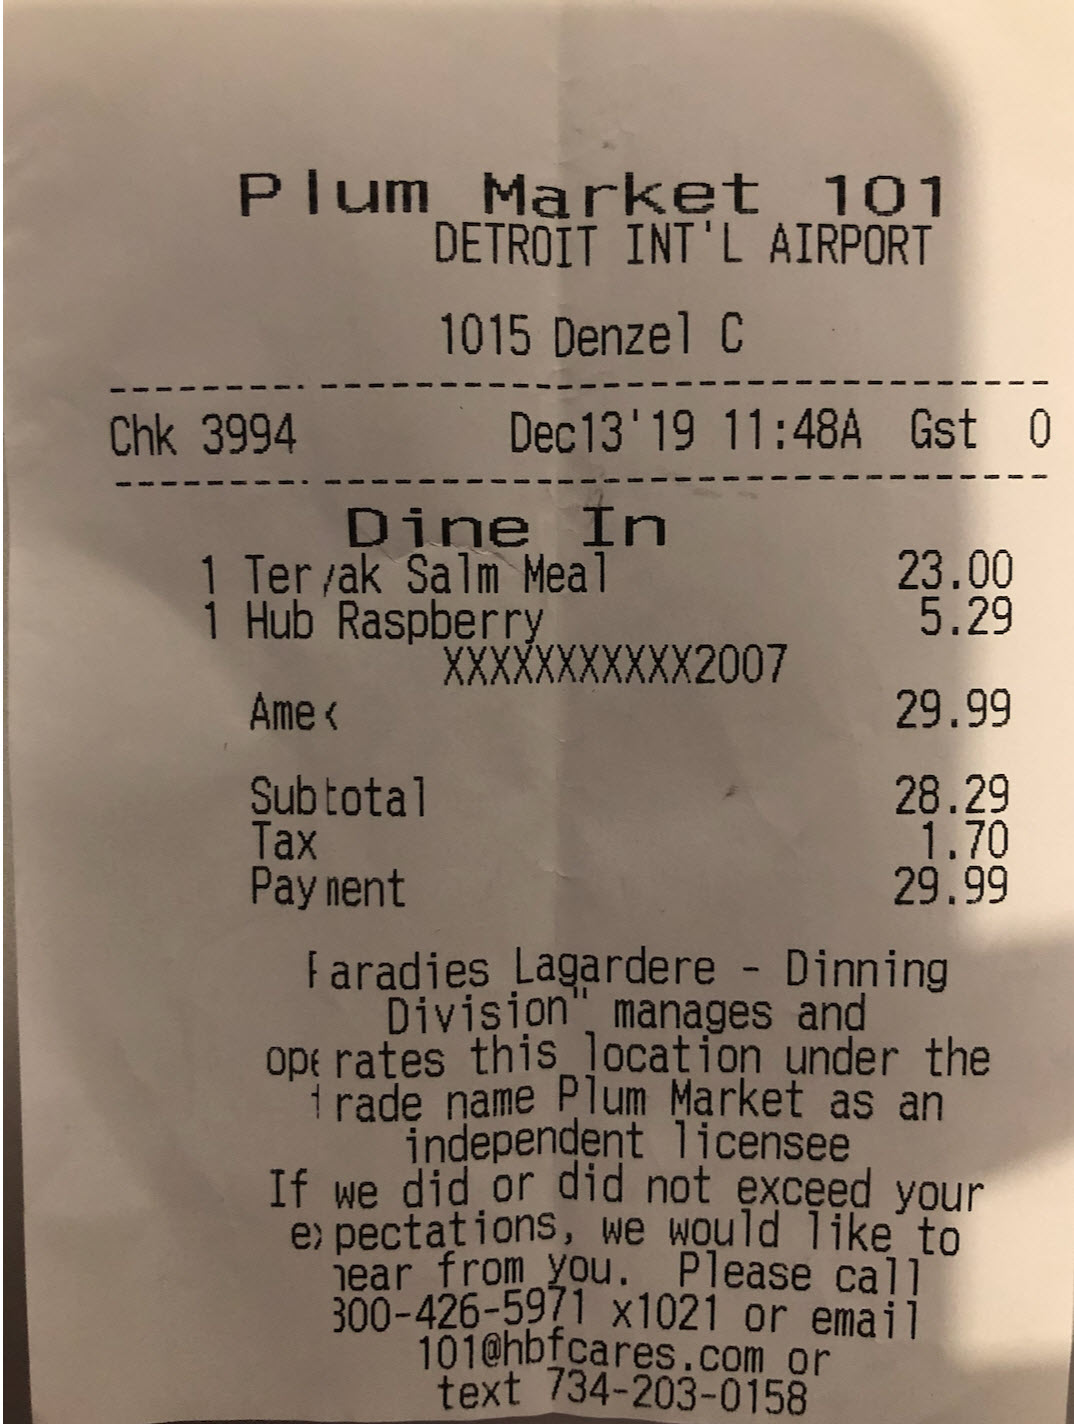 Plum Market 101
DETROIT INT'L AIRPORT
1015 Denzel C
Chk 3994 Dec13'19 11:48A Gst 0
Dine In
1 Teryak Salm Meal 23.00
1 Hub Raspberry 5.29
XXXXXXXXXXX2007
Amex 29.99
Subtotal 28.29
Tax 1.70
Payment 29.99
Paradies Lagardere - Dinning
Division" manages and
operates this location under the
trade name Plum Market as an
independent licensee
If we did or did not exceed your
expectations, we would like to
hear from you. Please call
800-426-5971 x1021 or email
101@hbfcares.com or
text 734-203-0158